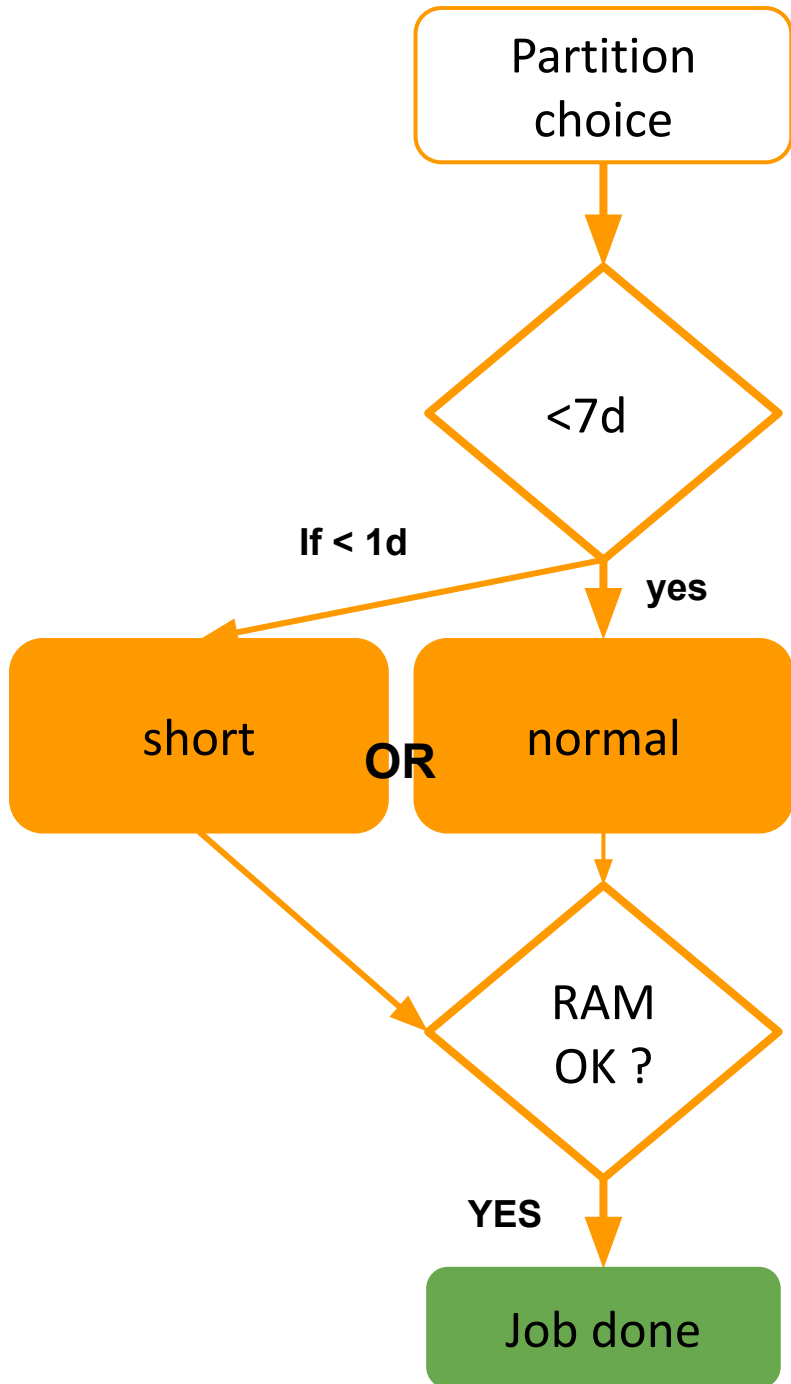 Partition
choice
<7d
If < 1d
yes
short
OR
normal
RAM
OK ?
YES
Job done